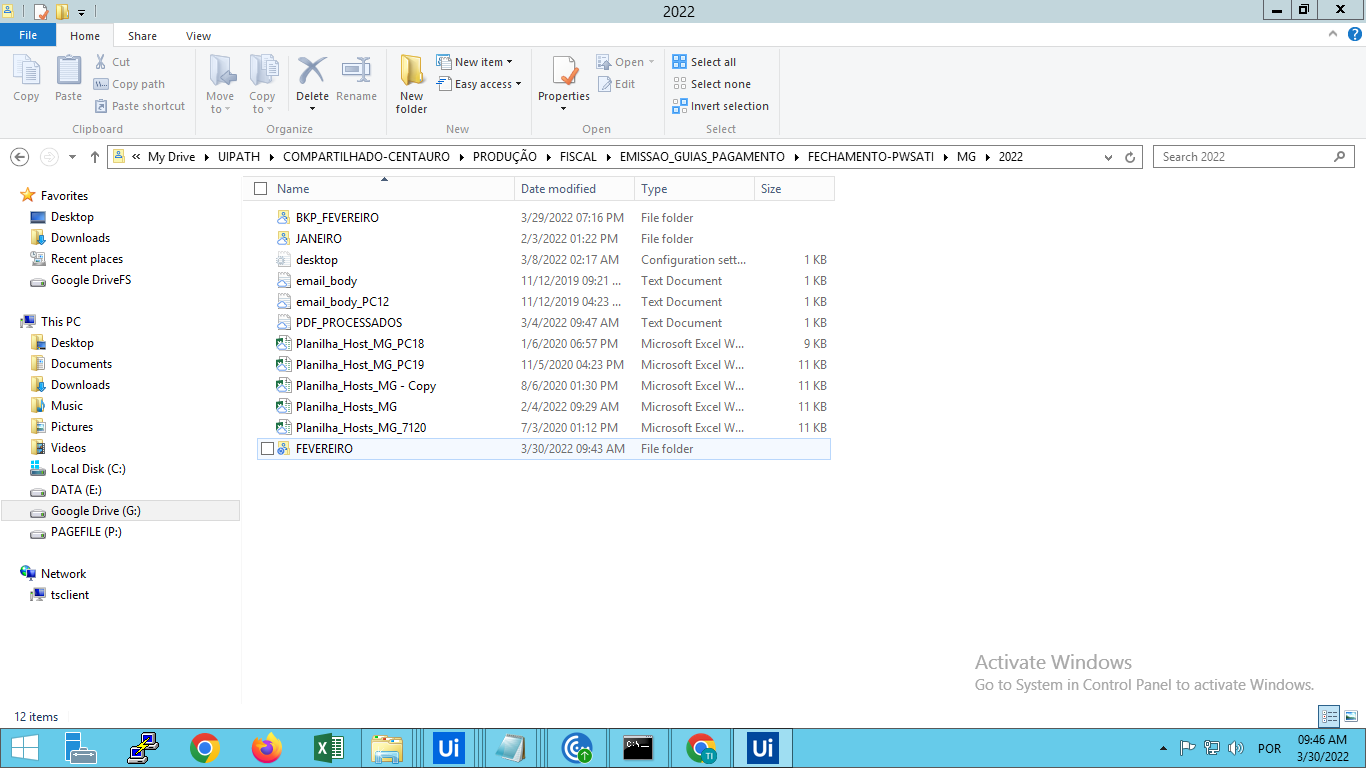 2022
File Home Share View
Copy Paste Cut Copy path Paste shortcut Clipboard
Move to Copy to Delete Rename Organize
New folder New item Easy access New
Properties Open Edit Open
Select all Select none Invert selection Select
« My Drive UIPATH COMPARTILHADO-CENTAURO PRODUÇÃO FISCAL EMISSAO_GUIAS_PAGAMENTO FECHAMENTO-PWSATI MG 2022
Search 2022
Favorites
Desktop
Downloads
Recent places
Google DriveFS
This PC
Desktop
Documents
Downloads
Music
Pictures
Videos
Local Disk (C:)
DATA (E:)
Google Drive (G:)
PAGEFILE (P:)
Network
tsclient
Name Date modified Type Size
BKP_FEVEREIRO 3/29/2022 07:16 PM File folder
JANEIRO 2/3/2022 01:22 PM File folder
desktop 3/8/2022 02:17 AM Configuration sett... 1 KB
email_body 11/12/2019 09:21 ... Text Document 1 KB
email_body_PC12 11/12/2019 04:23 ... Text Document 1 KB
PDF_PROCESSADOS 3/4/2022 09:47 AM Text Document 1 KB
Planilha_Host_MG_PC18 1/6/2020 06:57 PM Microsoft Excel W... 9 KB
Planilha_Host_MG_PC19 11/5/2020 04:23 PM Microsoft Excel W... 11 KB
Planilha_Hosts_MG - Copy 8/6/2020 01:30 PM Microsoft Excel W... 11 KB
Planilha_Hosts_MG 2/4/2022 09:29 AM Microsoft Excel W... 11 KB
Planilha_Hosts_MG_7120 7/3/2020 01:12 PM Microsoft Excel W... 11 KB
FEVEREIRO 3/30/2022 09:43 AM File folder
Activate Windows
Go to System in Control Panel to activate Windows.
12 items
Ui C:\ TI Ui POR 09:46 AM
3/30/2022